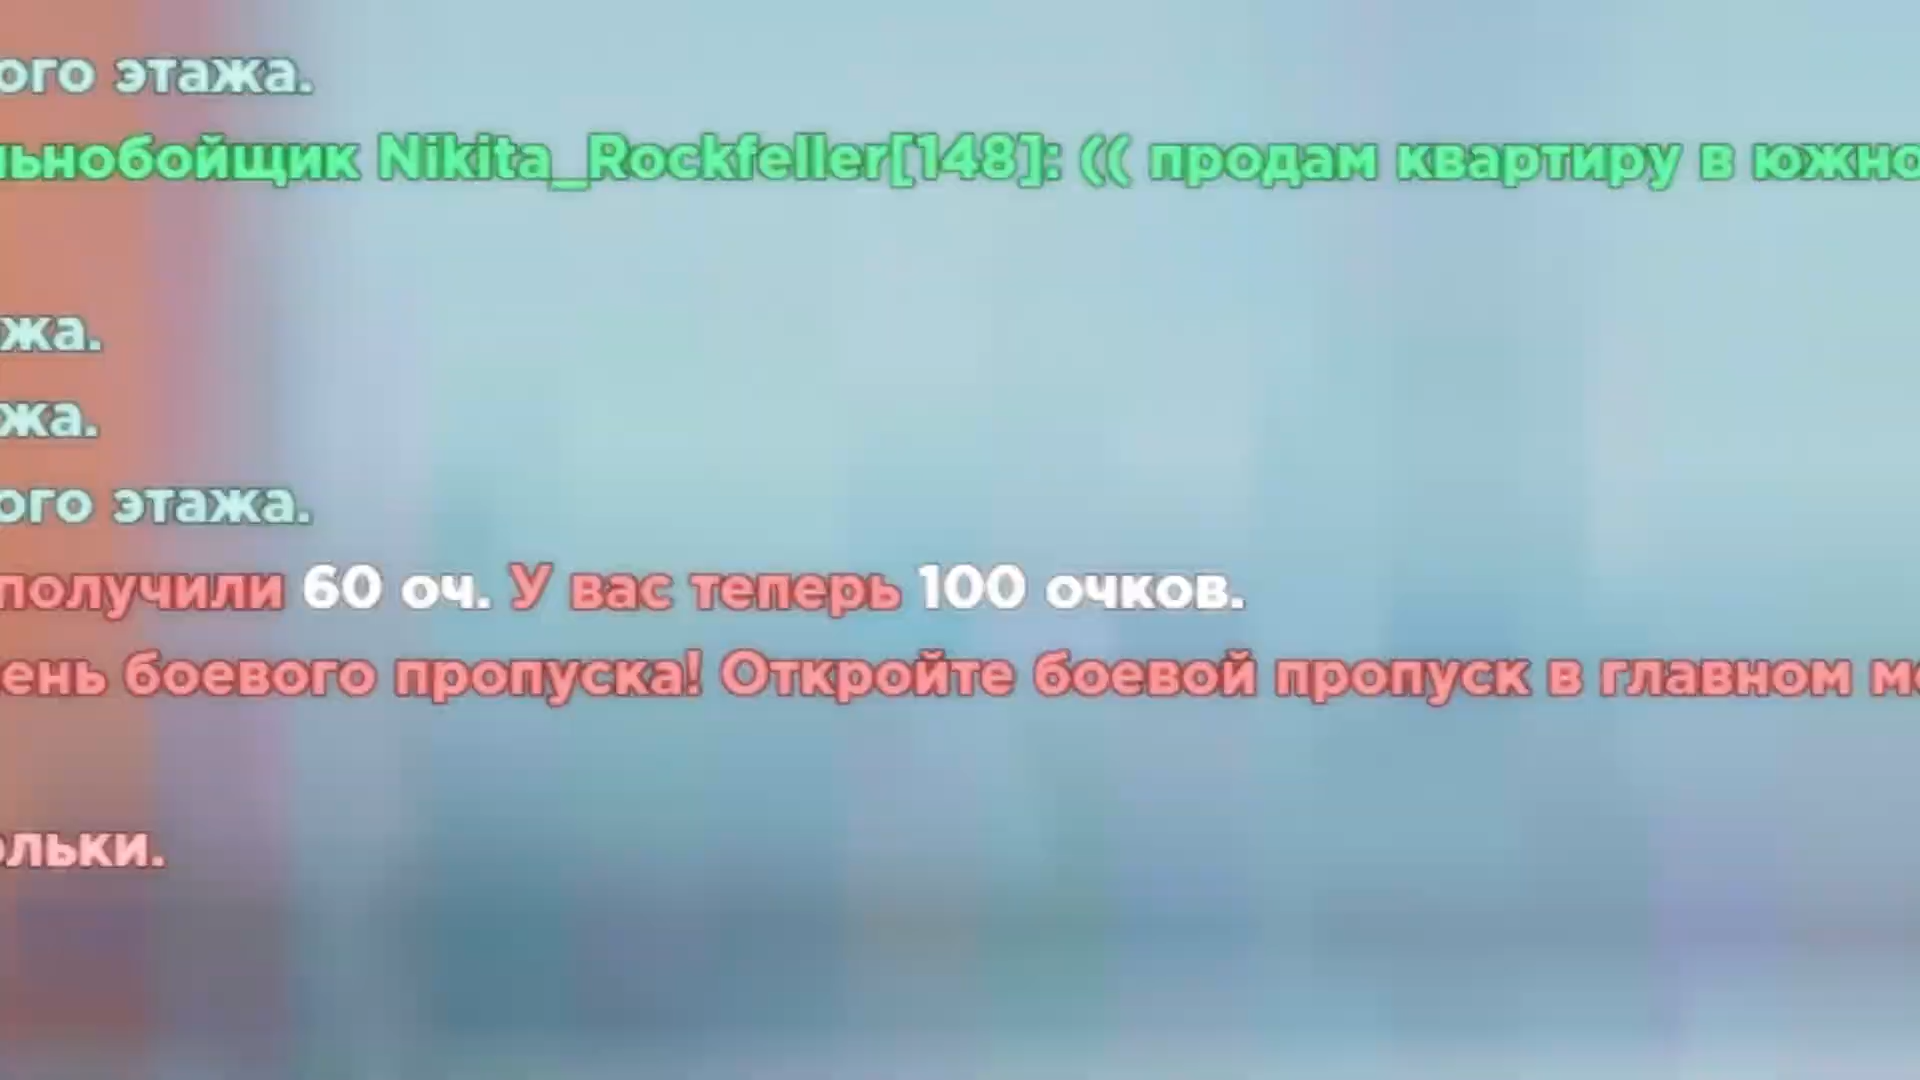 ого этажа.
льнобойщик Nikita_Rockfeller[148]: (( продам квартиру в южно
жа.
жа.
ого этажа.
получили 60 оч. У вас теперь 100 очков.
ень боевого пропуска! Откройте боевой пропуск в главном ме
ольки.